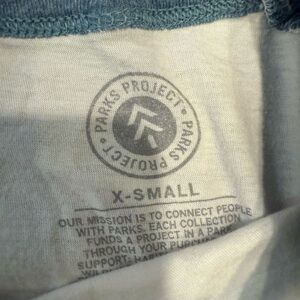 PARKS PROJECT
PARKS PROJECT
X-SMALL
OUR MISSION IS TO CONNECT PEOPLE
WITH PARKS. EACH COLLECTION
FUNDS A PROJECT IN A PARK
THROUGH YOUR PURCHASE
SUPPORT: